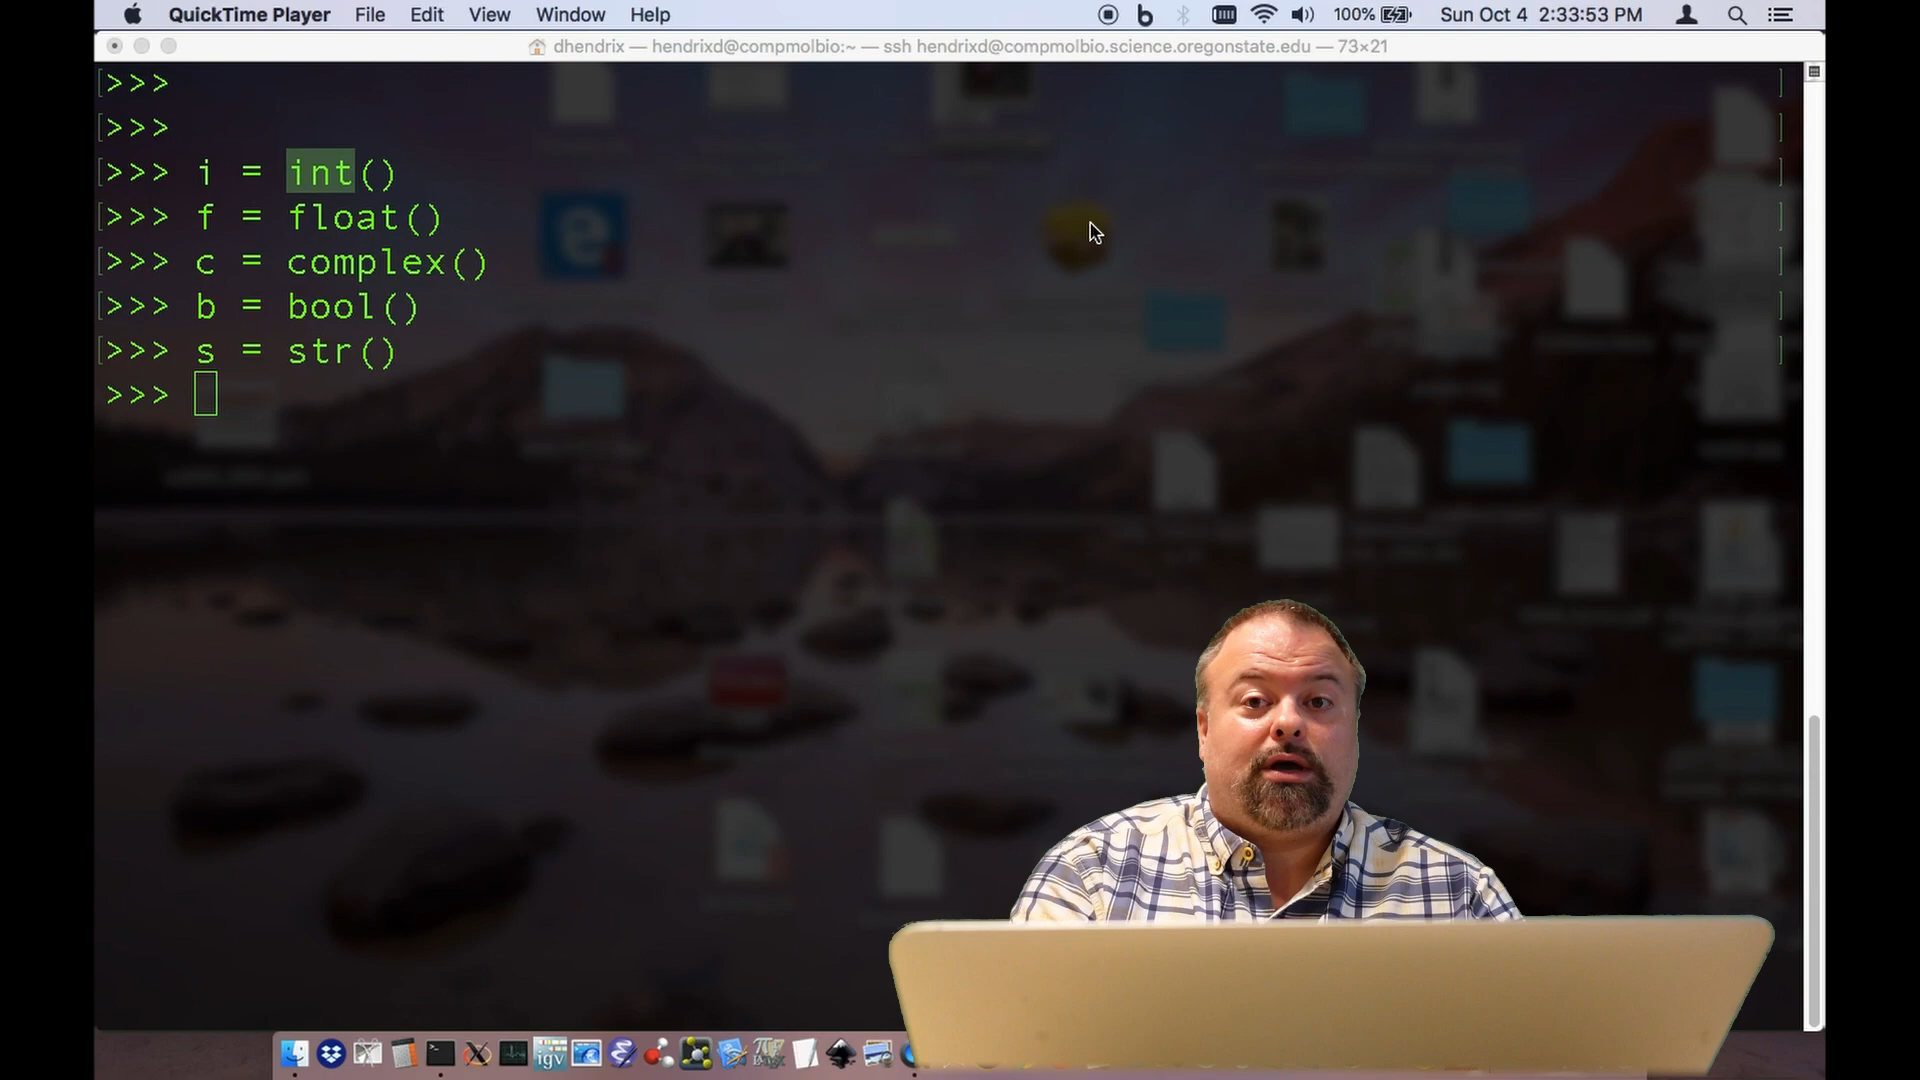 QuickTime Player File Edit View Window Help 100% Sun Oct 4 2:33:53 PM
dhendrix — hendrixd@compmolbio:~ — ssh hendrixd@compmolbio.science.oregonstate.edu — 73×21
[>>> ]
[>>> ]
[>>> i = int() ]
[>>> f = float() ]
[>>> c = complex() ]
[>>> b = bool() ]
[>>> s = str() ]
>>>
igv